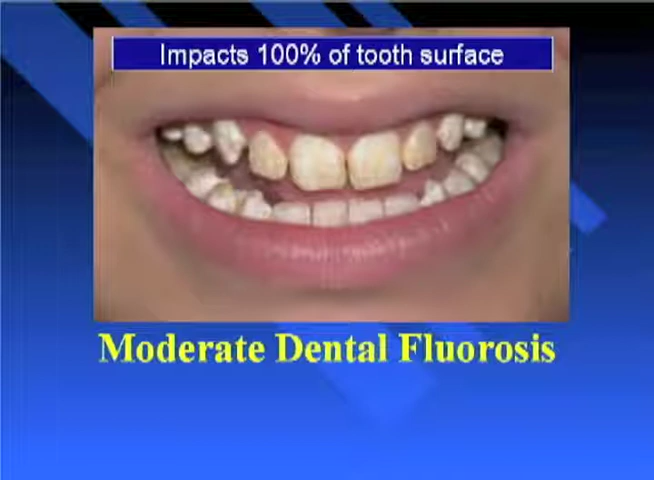 Impacts 100% of tooth surface
Moderate Dental Fluorosis